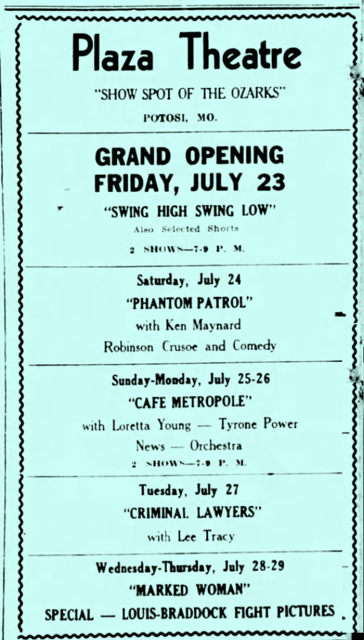 Plaza Theatre
"SHOW SPOT OF THE OZARKS"
POTOSI, MO.
GRAND OPENING
FRIDAY, JULY 23
"SWING HIGH SWING LOW"
Also Selected Shorts
2 SHOWS—7-9 P. M.
Saturday, July 24
"PHANTOM PATROL"
with Ken Maynard
Robinson Crusoe and Comedy
Sunday-Monday, July 25-26
"CAFE METROPOLE"
with Loretta Young — Tyrone Power
News — Orchestra
2 SHOWS—7-9 P. M.
Tuesday, July 27
"CRIMINAL LAWYERS"
with Lee Tracy
Wednesday-Thursday, July 28-29
"MARKED WOMAN"
SPECIAL — LOUIS-BRADDOCK FIGHT PICTURES